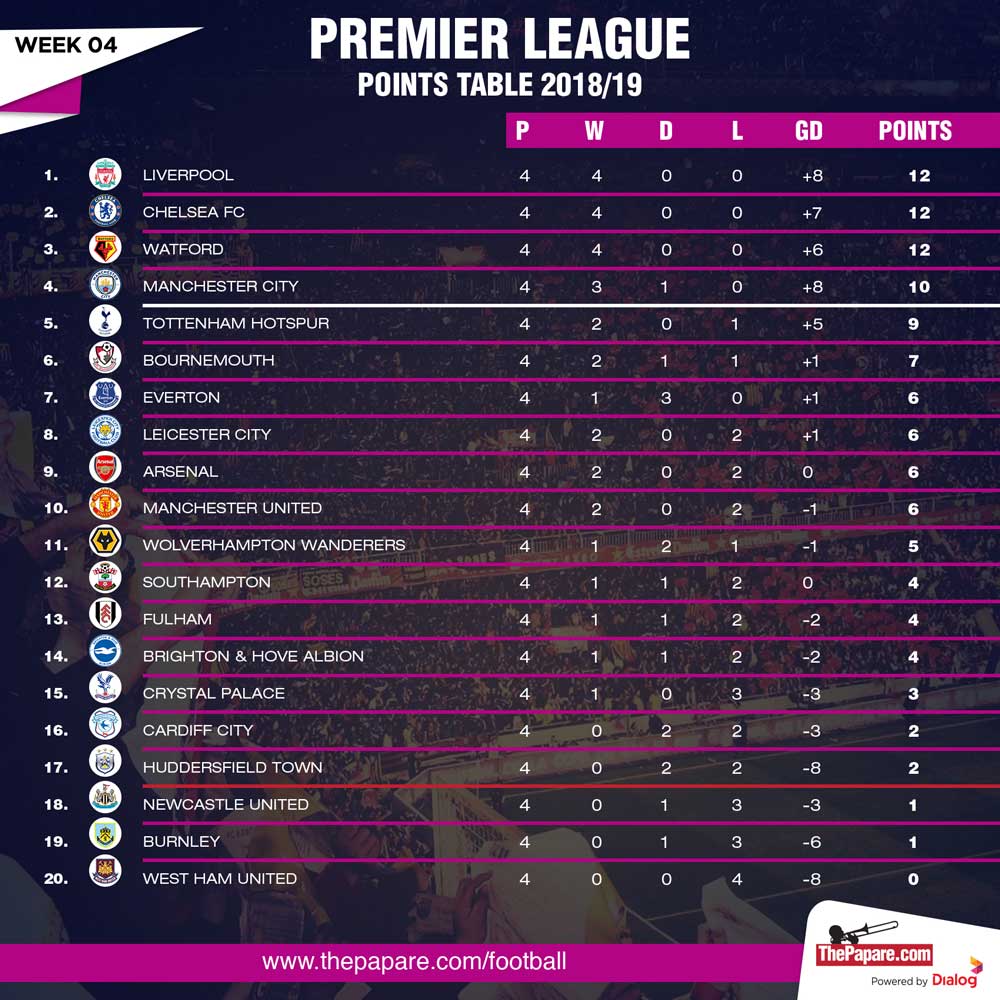 WEEK 04
PREMIER LEAGUE
POINTS TABLE 2018/19
P W D L GD POINTS
1. LIVERPOOL 4 4 0 0 +8 12
2. CHELSEA FC 4 4 0 0 +7 12
3. WATFORD 4 4 0 0 +6 12
4. MANCHESTER CITY 4 3 1 0 +8 10
5. TOTTENHAM HOTSPUR 4 2 0 1 +5 9
6. BOURNEMOUTH 4 2 1 1 +1 7
7. EVERTON 4 1 3 0 +1 6
8. LEICESTER CITY 4 2 0 2 +1 6
9. ARSENAL 4 2 0 2 0 6
10. MANCHESTER UNITED 4 2 0 2 -1 6
11. WOLVERHAMPTON WANDERERS 4 1 2 1 -1 5
12. SOUTHAMPTON 4 1 1 2 0 4
13. FULHAM 4 1 1 2 -2 4
14. BRIGHTON & HOVE ALBION 4 1 1 2 -2 4
15. CRYSTAL PALACE 4 1 0 3 -3 3
16. CARDIFF CITY 4 0 2 2 -3 2
17. HUDDERSFIELD TOWN 4 0 2 2 -8 2
18. NEWCASTLE UNITED 4 0 1 3 -3 1
19. BURNLEY 4 0 1 3 -6 1
20. WEST HAM UNITED 4 0 0 4 -8 0
www.thepapare.com/football
ThePapare.com
Powered by Dialog